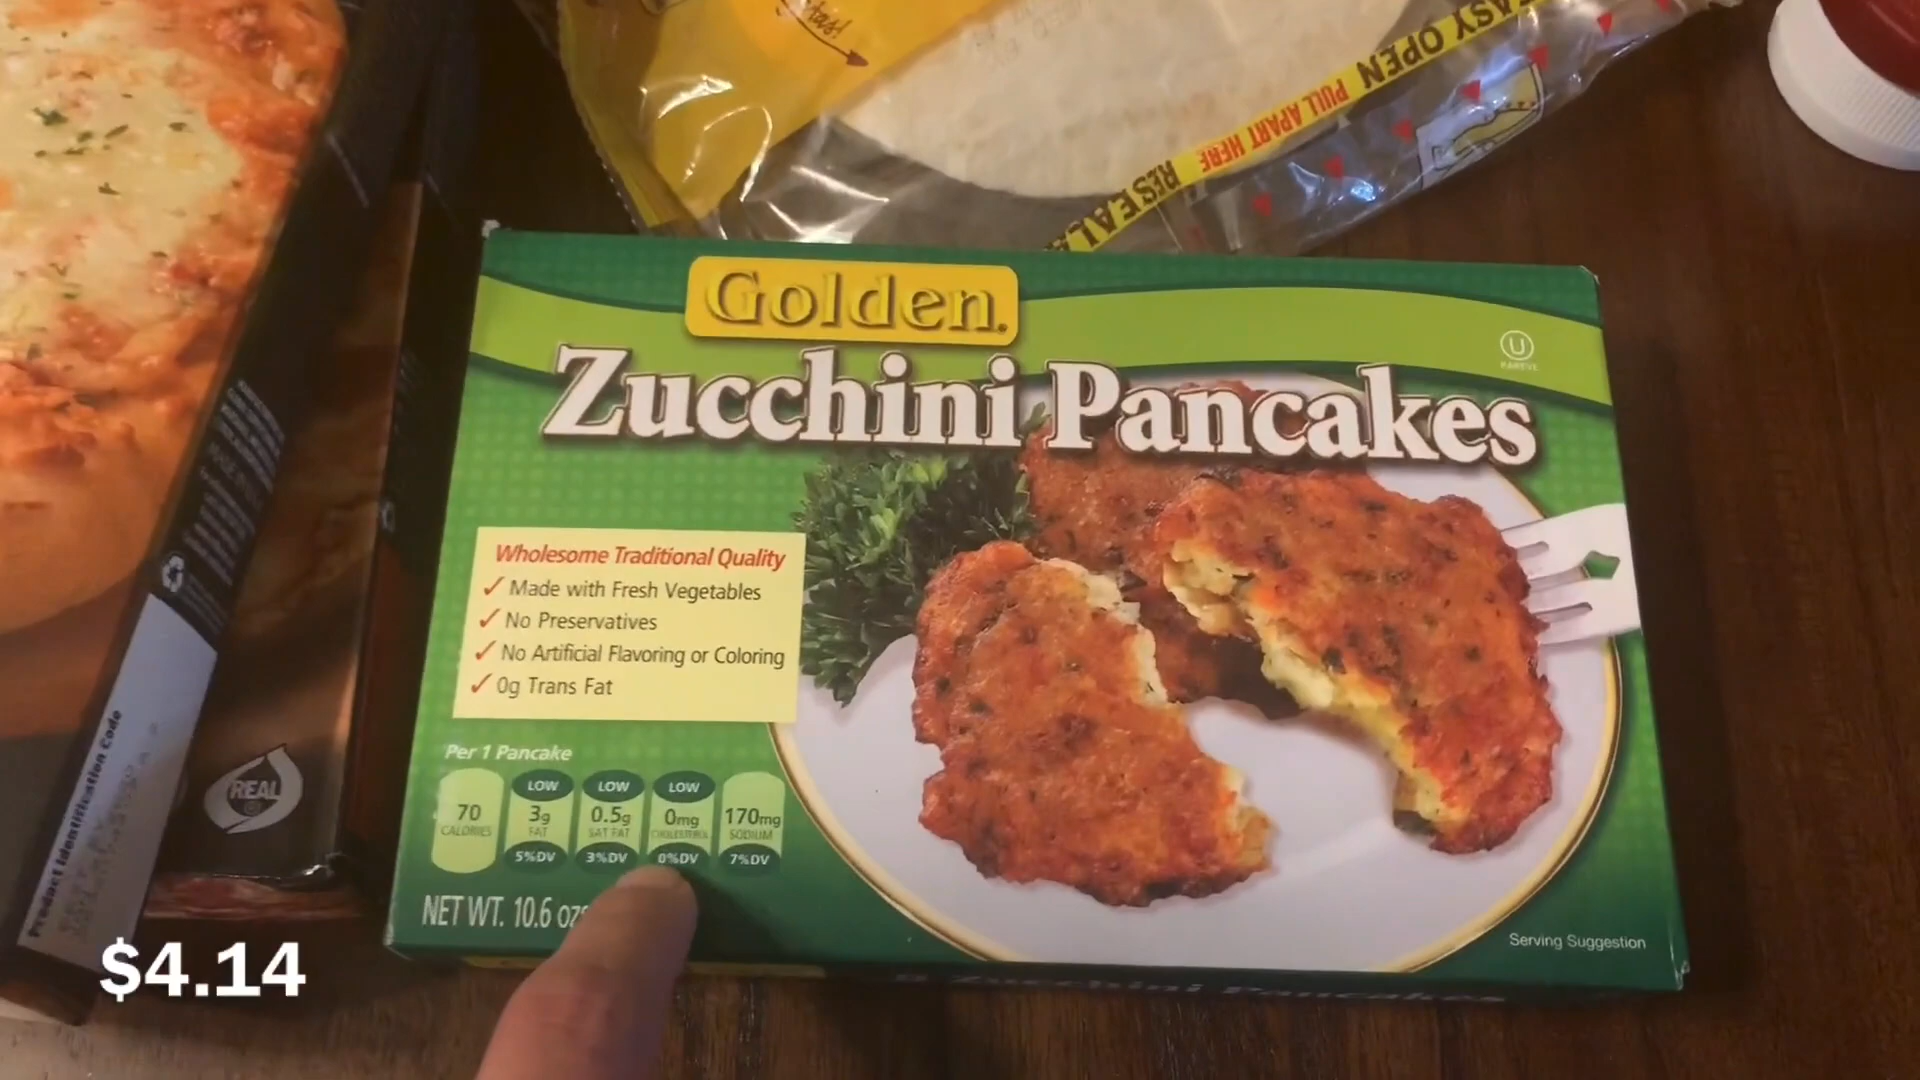 EASY OPEN
PULL APART HERE
Golden.
Zucchini Pancakes
U
PAREVE
Wholesome Traditional Quality
✓ Made with Fresh Vegetables
✓ No Preservatives
✓ No Artificial Flavoring or Coloring
✓ 0g Trans Fat
Per 1 Pancake
70 CALORIES
LOW 3g FAT 5%DV
LOW 0.5g SAT FAT 3%DV
LOW 0mg CHOLESTEROL 0%DV
170mg SODIUM 7%DV
NET WT. 10.6
Serving Suggestion
Zucchini Pancakes
REAL
Product Identification Code
$4.14